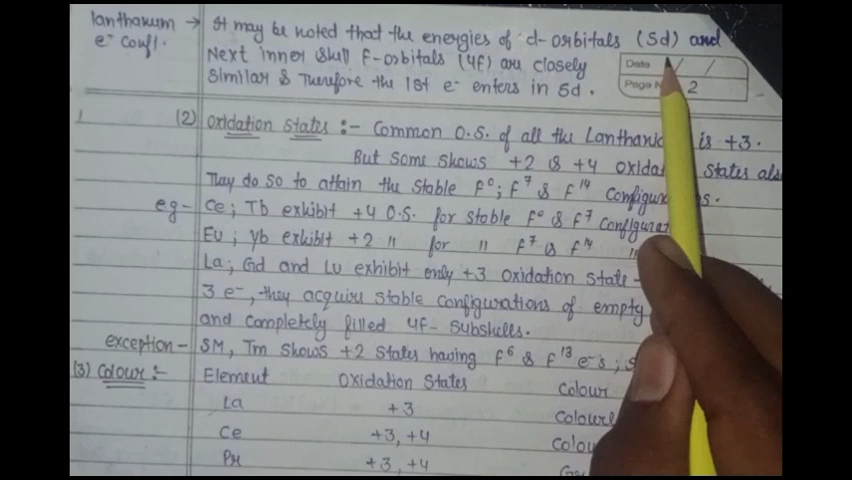 lanthanum → It may be noted that the energies of d-orbitals (5d) and
e⁻ confi. Next inner shell F-orbitals (4F) are closely
Similar & Therefore the 1st e⁻ enters in 5d.
Date / /
Page N 2
(2) Oxidation States :- Common O.S. of all the Lanthanid is +3.
But some shows +2 & +4 Oxida States also
They do so to attain the stable F⁰; F⁷ & F¹⁴ Configura s.
eg- Ce; Tb exhibit +4 O.S. for stable F⁰ & F⁷ Configurat
Eu; Yb exhibit +2 " for " F⁷ & F¹⁴ "
La; Gd and Lu exhibit only +3 Oxidation State -
3 e⁻, they acquire stable configurations of empty
and completely filled 4F- Subshells.
exception - SM, Tm shows +2 States having F⁶ & F¹³ e⁻s;
(3) Colour :- Element Oxidation States Colour
La +3 Colourl
Ce +3, +4 Colou
Pr +3, +4